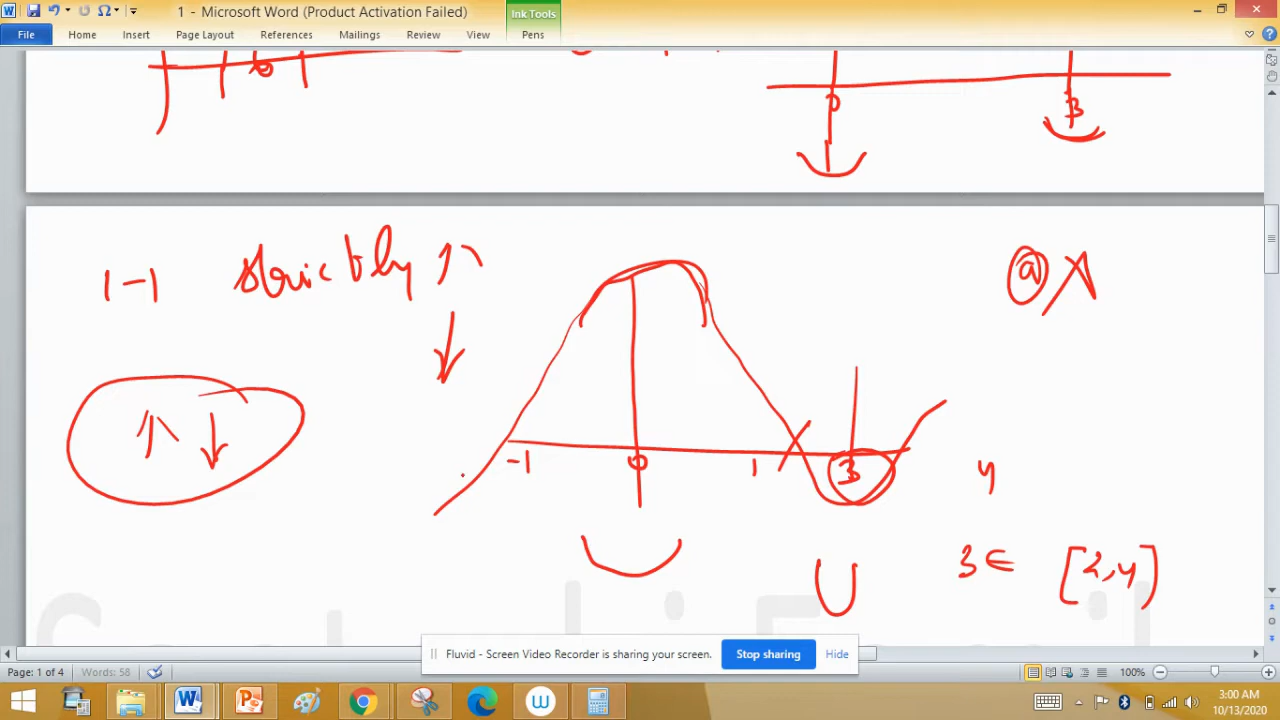 1 - Microsoft Word (Product Activation Failed)
Ink Tools
File Home Insert Page Layout References Mailings Review View Pens
0 3
1-1 strictly ↑
↓
@ X
↑ ↓
-1 0 1 3
4
3 ∈ [2,4]
U
Fluvid - Screen Video Recorder is sharing your screen. Stop sharing Hide
Page: 1 of 4 Words: 58 100%
3:00 AM
10/13/2020